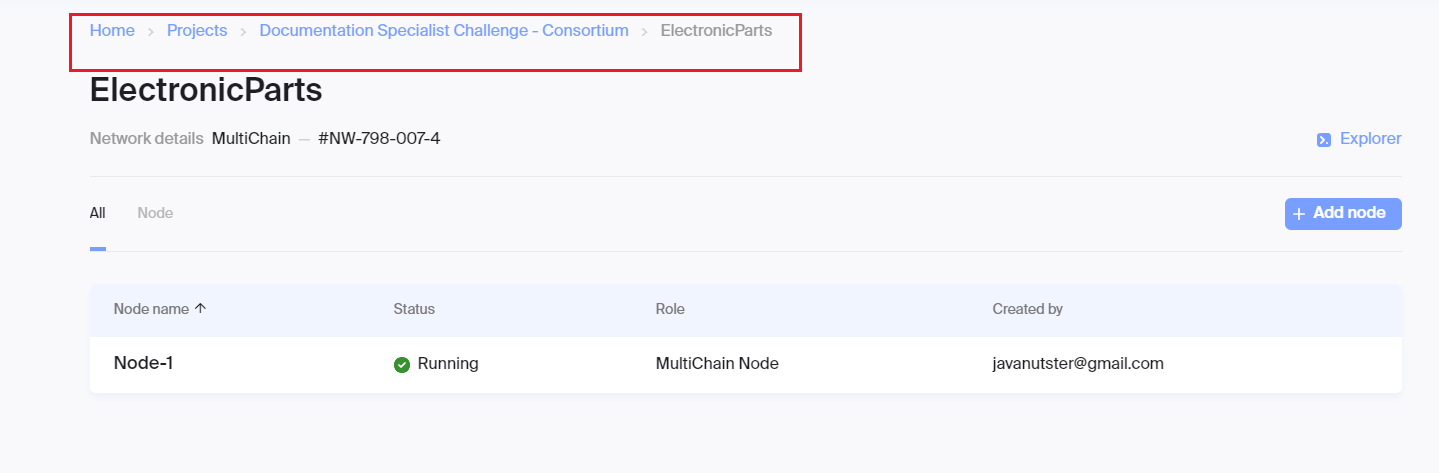 Home > Projects > Documentation Specialist Challenge - Consortium > ElectronicParts
ElectronicParts
Network details MultiChain — #NW-798-007-4
Explorer
All Node
+ Add node
Node name ↑ Status Role Created by
Node-1 Running MultiChain Node javanutster@gmail.com